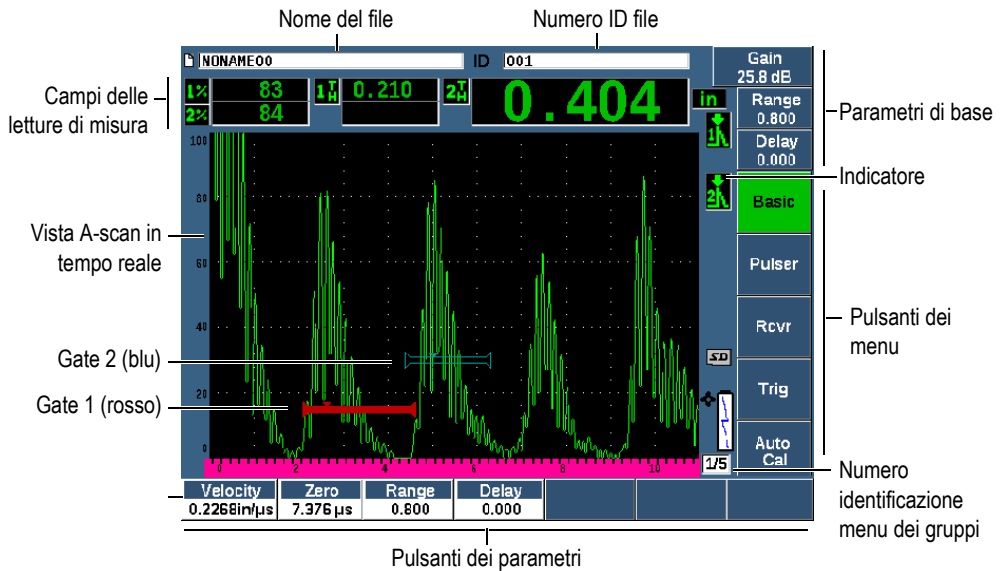 Nome del file
Numero ID file
NONAME00
ID
001
Gain
25.8 dB
1%
83
1 T H
0.210
2 T H
0.404
in
2%
84
Campi delle
letture di misura
Range
0.800
Delay
0.000
Parametri di base
1
Indicatore
2
Basic
100
80
60
40
20
0
Vista A-scan in
tempo reale
Pulser
Rcvr
Pulsanti dei
menu
SD
Gate 2 (blu)
Gate 1 (rosso)
Trig
Auto
Cal
1/5
0 2 4 6 8 10
Numero
identificazione
menu dei gruppi
Velocity
0.2268in/µs
Zero
7.376 µs
Range
0.800
Delay
0.000
Pulsanti dei parametri